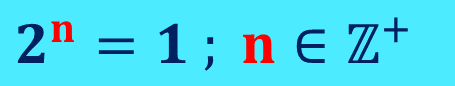 2ⁿ = 1 ; n ∈ ℤ⁺